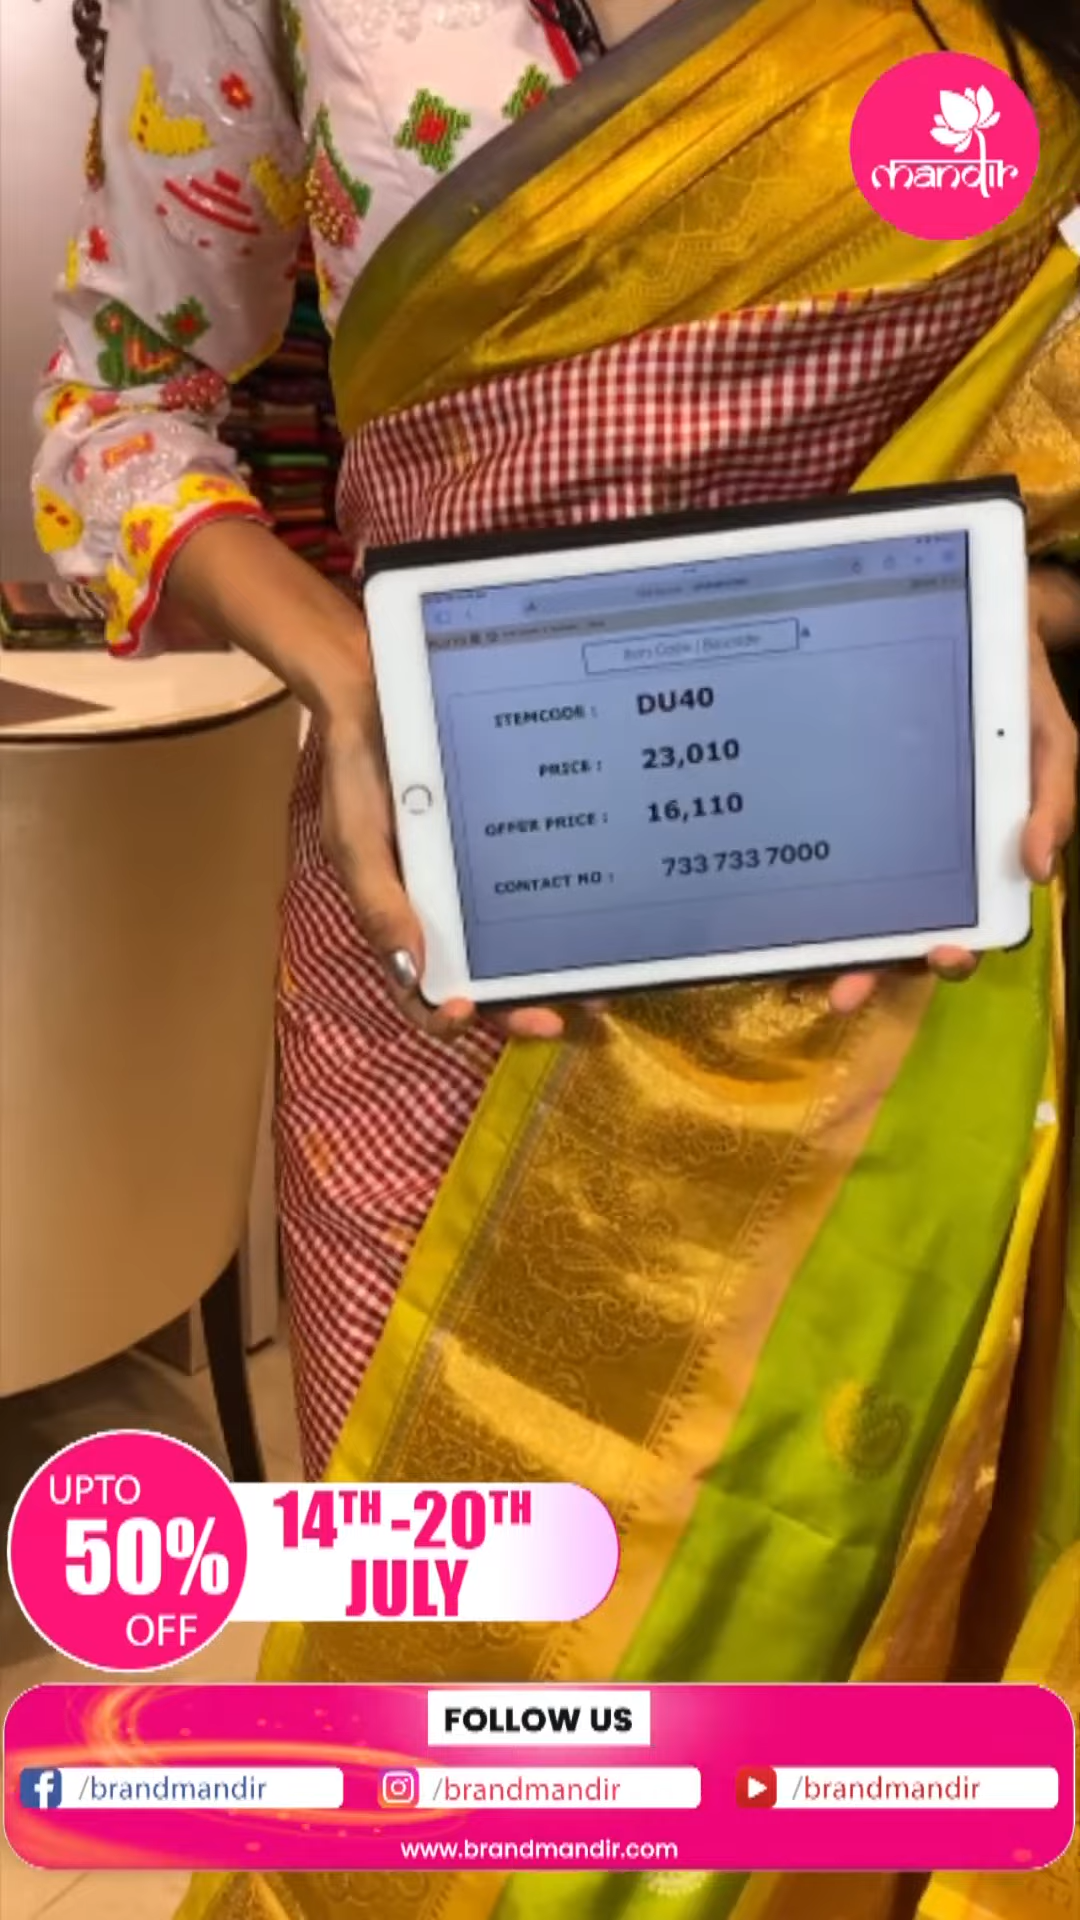 mandir
ITEMCODE : DU40
PRICE : 23,010
OFFER PRICE : 16,110
CONTACT NO : 733 733 7000
UPTO
50%
OFF
14TH-20TH
JULY
FOLLOW US
/brandmandir
/brandmandir
/brandmandir
www.brandmandir.com